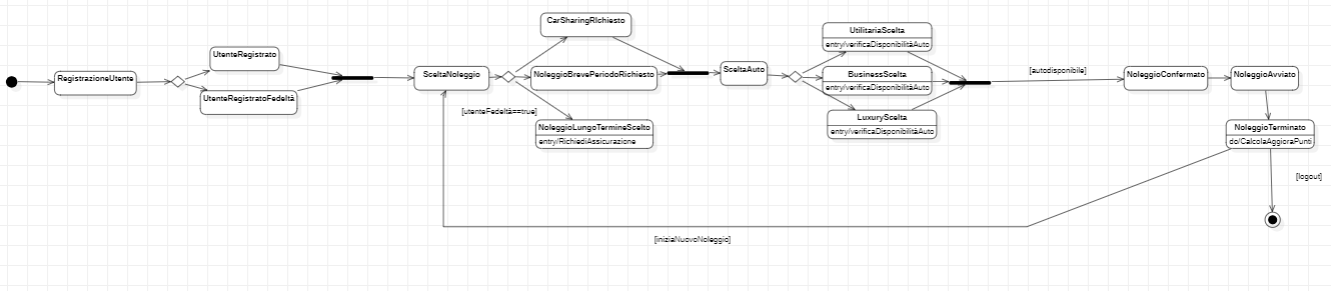 RegistrazioneUtente
UtenteRegistrato
UtenteRegistratoFedeltà
SceltaNoleggio
CarSharingRIchiesto
NoleggioBrevePeriodoRichiesto
[utenteFedeltà==true]
NoleggioLungoTermineScelto
entry/RichiediAssicurazione
SceltaAuto
UtilitariaScelta
entry/verificaDisponibilitàAuto
BusinessScelta
entry/verificaDisponibilitàAuto
LuxuryScelta
entry/verificaDisponibilitàAuto
[autodisponibile]
NoleggioConfermato
NoleggioAvviato
NoleggioTerminato
do/CalcolaAggioraPunti
[logout]
[iniziaNuovoNoleggio]